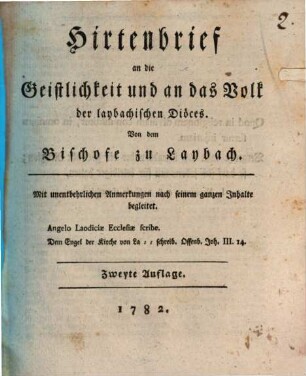 2.
Hirtenbrief
an die
Geistlichkeit und an das Volk
der laybachischen Diöces.
Von dem
Bischofe zu Laybach.
Mit unentbehrlichen Anmerkungen nach seinem ganzen Inhalte
begleitet.
Angelo Laodiciæ Ecclesiæ scribe.
Dem Engel der Kirche von La : : schreib. Offenb. Joh. III. 14.
Zweyte Auflage.
1782.